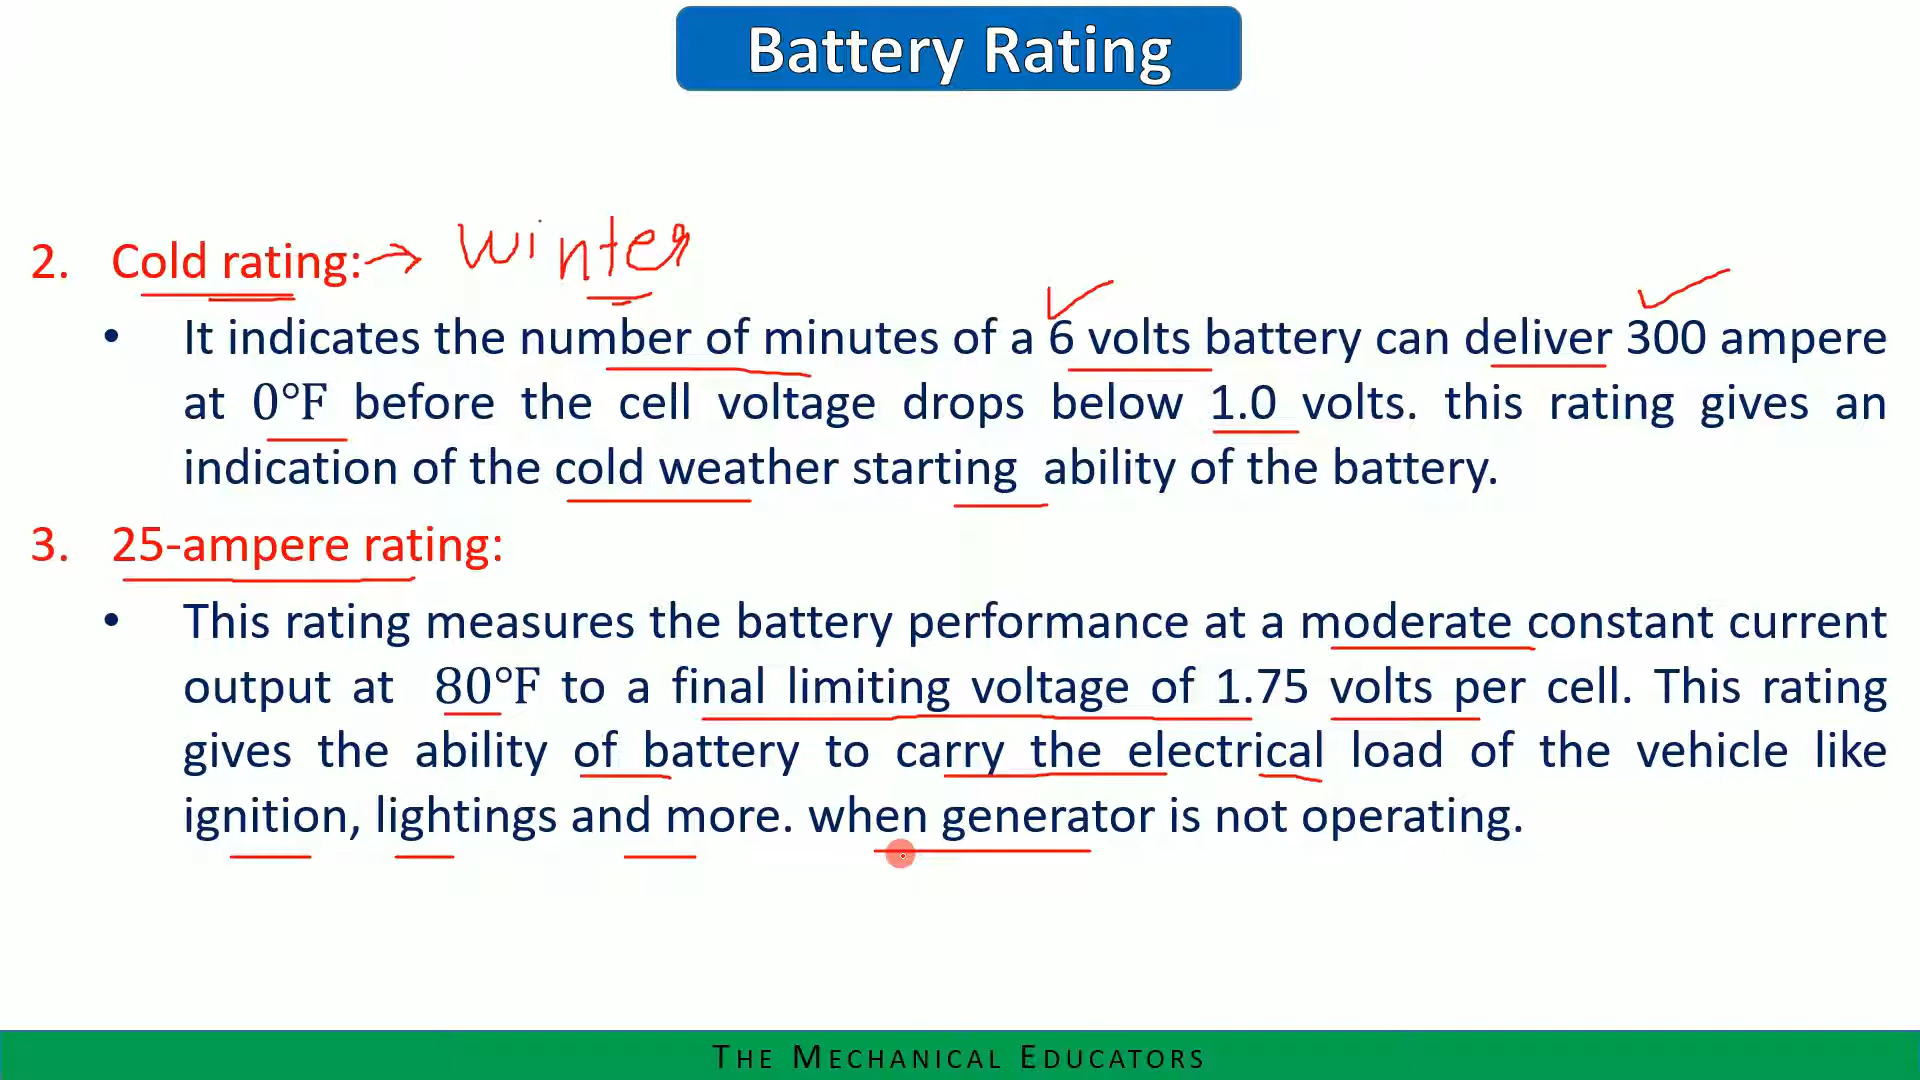 Battery Rating
2. Cold rating: → winter
• It indicates the number of minutes of a 6 volts battery can deliver 300 ampere
at 0°F before the cell voltage drops below 1.0 volts. this rating gives an
indication of the cold weather starting ability of the battery.
3. 25-ampere rating:
• This rating measures the battery performance at a moderate constant current
output at 80°F to a final limiting voltage of 1.75 volts per cell. This rating
gives the ability of battery to carry the electrical load of the vehicle like
ignition, lightings and more. when generator is not operating.
THE MECHANICAL EDUCATORS